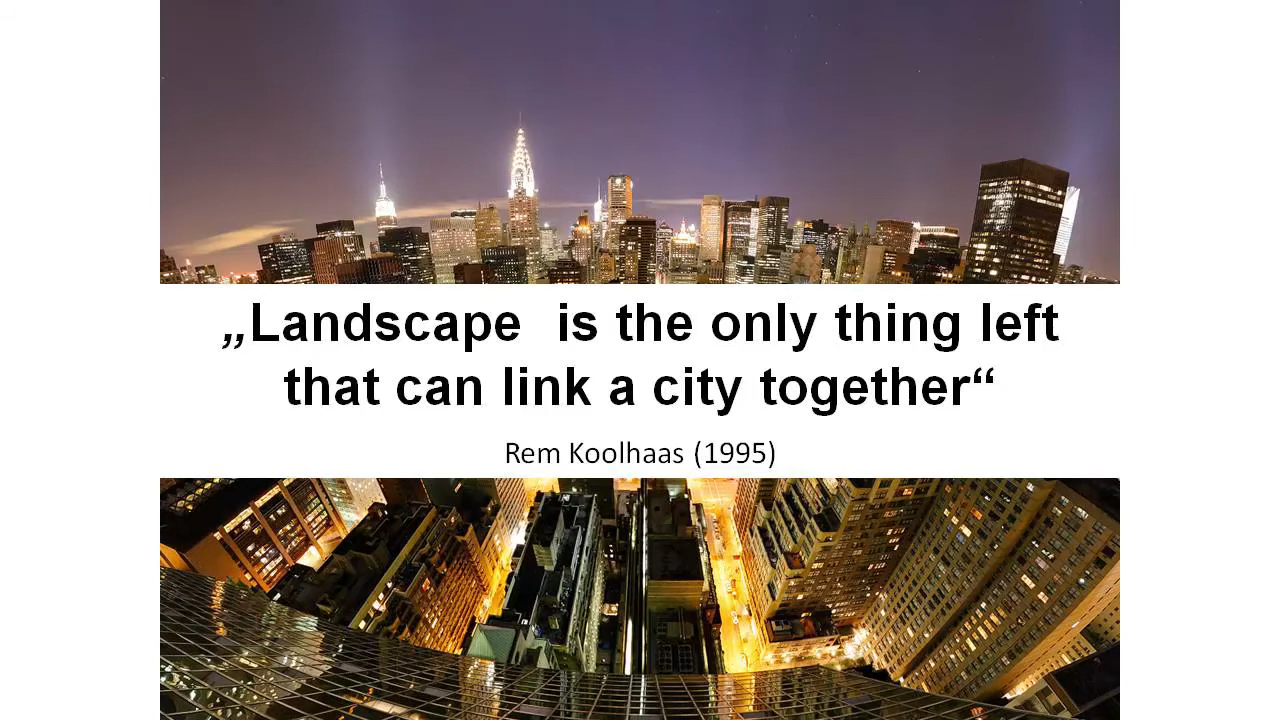 „Landscape  is the only thing left
that can link a city together“
Rem Koolhaas (1995)